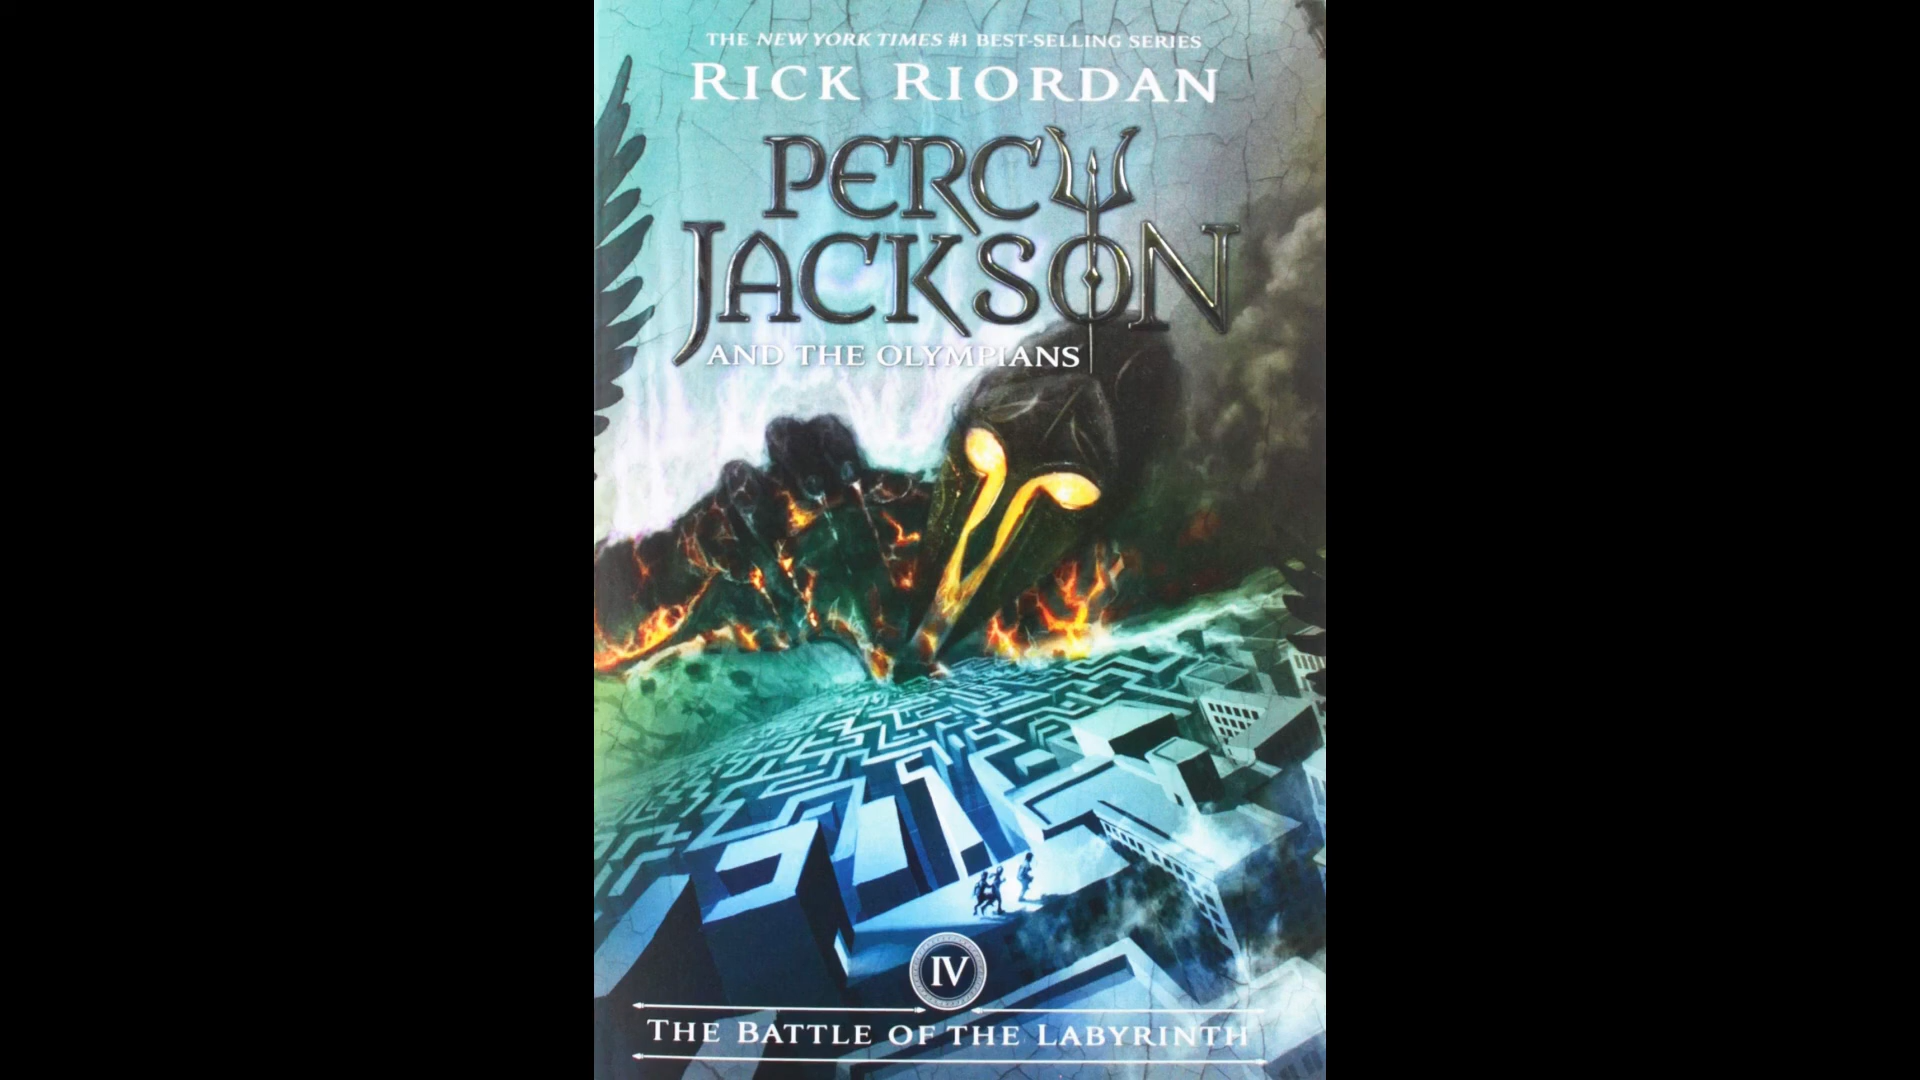 THE NEW YORK TIMES #1 BEST-SELLING SERIES
RICK RIORDAN
PERCY
JACKSON
AND THE OLYMPIANS
IV
THE BATTLE OF THE LABYRINTH